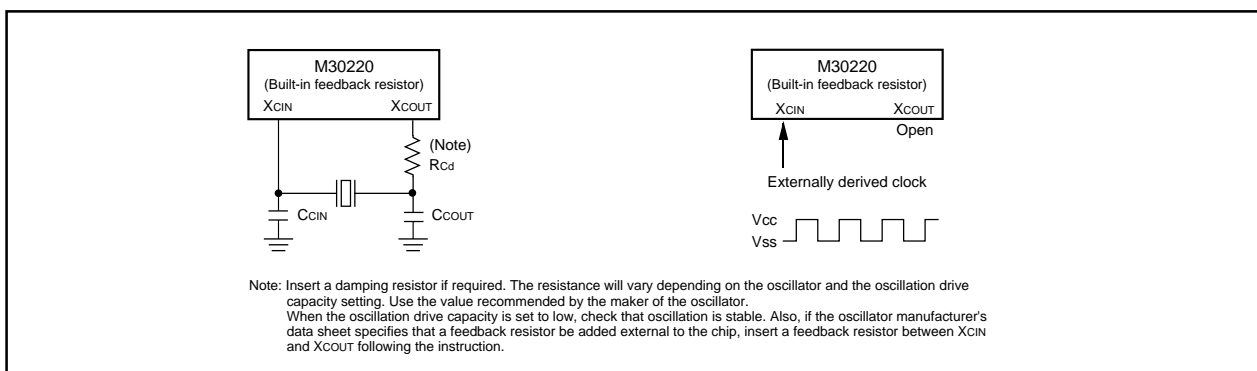 M30220
(Built-in feedback resistor)
XCIN XCOUT
(Note)
RCd
CCIN CCOUT
M30220
(Built-in feedback resistor)
XCIN XCOUT
Open
Externally derived clock
Vcc
Vss
Note: Insert a damping resistor if required. The resistance will vary depending on the oscillator and the oscillation drive
capacity setting. Use the value recommended by the maker of the oscillator.
When the oscillation drive capacity is set to low, check that oscillation is stable. Also, if the oscillator manufacturer's
data sheet specifies that a feedback resistor be added external to the chip, insert a feedback resistor between XCIN
and XCOUT following the instruction.